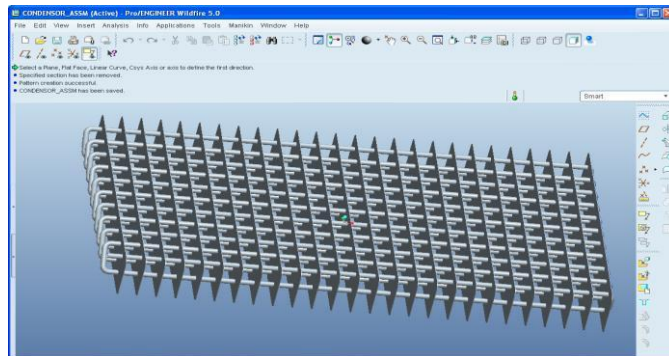 CONDENSOR_ASSM (Active) - Pro/ENGINEER Wildfire 5.0
File Edit View Insert Analysis Info Applications Tools Manikin Window Help
Select a Plane, Flat Face, Linear Curve, Csys Axis or axis to define the first direction.
Specified section has been removed.
Pattern creation successful.
CONDENSOR_ASSM has been saved.
Smart